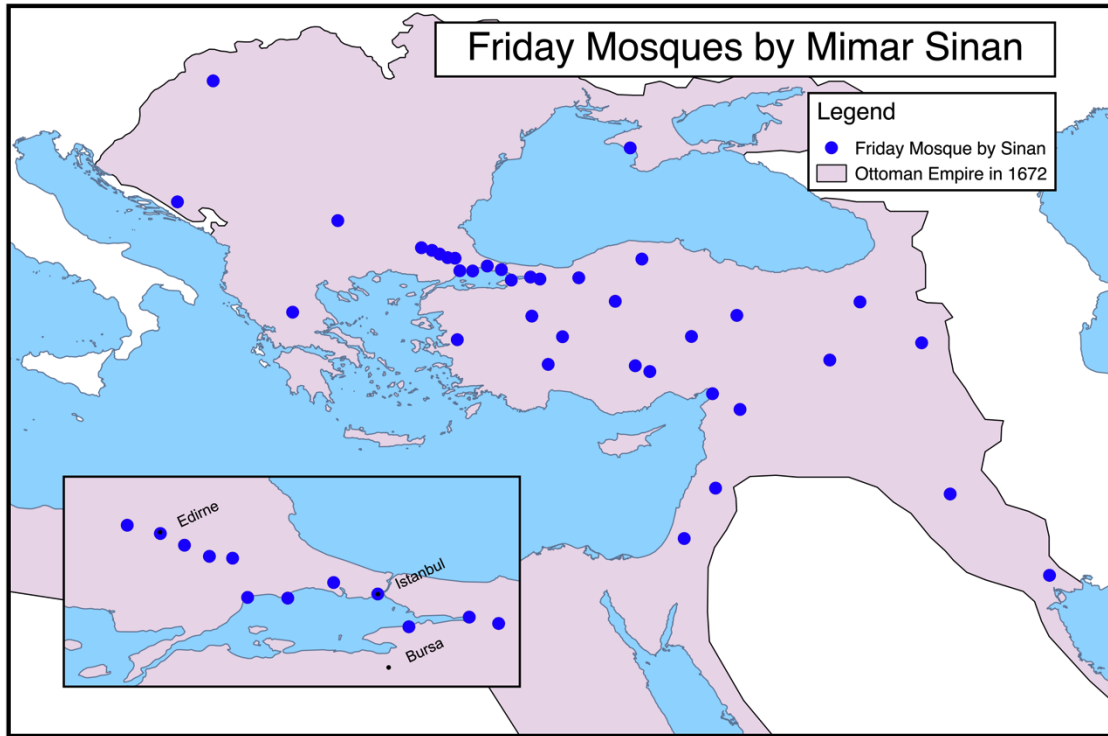 Friday Mosques by Mimar Sinan
Legend
Friday Mosque by Sinan
Ottoman Empire in 1672
Edirne
Istanbul
Bursa